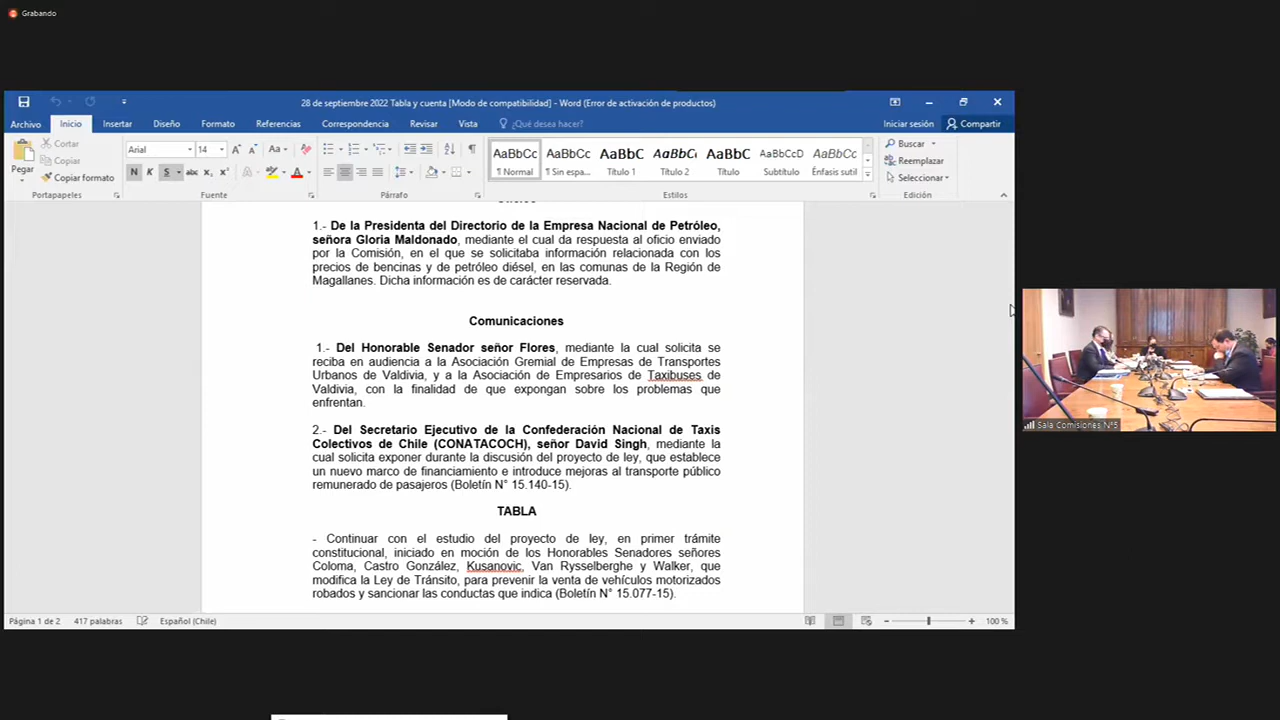 Grabando
28 de septiembre 2022 Tabla y cuenta [Modo de compatibilidad] - Word (Error de activación de productos)
Archivo Inicio Insertar Diseño Formato Referencias Correspondencia Revisar Vista ¿Qué desea hacer? Iniciar sesión Compartir
Pegar
Cortar
Copiar
Copiar formato
Portapapeles
Arial 14
N K S abc x₂ x²
Fuente
Párrafo
AaBbCc AaBbCc AaBbC AaBbCc AaBbC AaBbCcD AaBbCc
¶ Normal ¶ Sin espa... Título 1 Título 2 Título Subtítulo Énfasis sutil
Estilos
Buscar
Reemplazar
Seleccionar
Edición
1.- De la Presidenta del Directorio de la Empresa Nacional de Petróleo,
señora Gloria Maldonado, mediante el cual da respuesta al oficio enviado
por la Comisión, en el que se solicitaba información relacionada con los
precios de bencinas y de petróleo diésel, en las comunas de la Región de
Magallanes. Dicha información es de carácter reservada.
Comunicaciones
1.- Del Honorable Senador señor Flores, mediante la cual solicita se
reciba en audiencia a la Asociación Gremial de Empresas de Transportes
Urbanos de Valdivia, y a la Asociación de Empresarios de Taxibuses de
Valdivia, con la finalidad de que expongan sobre los problemas que
enfrentan.
2.- Del Secretario Ejecutivo de la Confederación Nacional de Taxis
Colectivos de Chile (CONATACOCH), señor David Singh, mediante la
cual solicita exponer durante la discusión del proyecto de ley, que establece
un nuevo marco de financiamiento e introduce mejoras al transporte público
remunerado de pasajeros (Boletín N° 15.140-15).
TABLA
- Continuar con el estudio del proyecto de ley, en primer trámite
constitucional, iniciado en moción de los Honorables Senadores señores
Coloma, Castro González, Kusanovic, Van Rysselberghe y Walker, que
modifica la Ley de Tránsito, para prevenir la venta de vehículos motorizados
robados y sancionar las conductas que indica (Boletín N° 15.077-15).
Página 1 de 2 417 palabras Español (Chile) 100 %
Sala Comisiones N°5